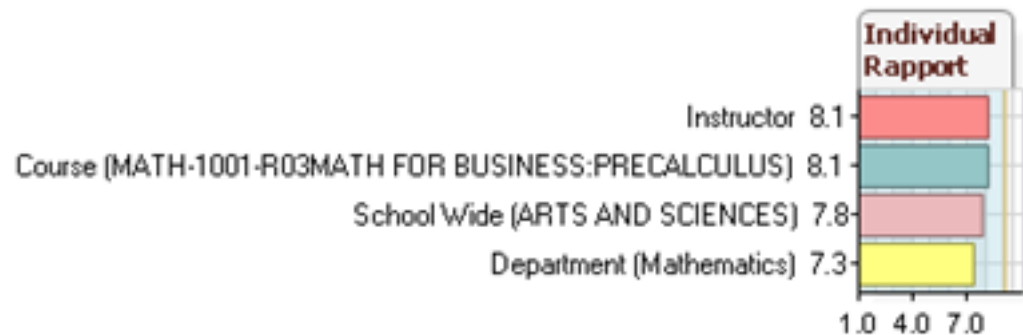 Individual
Rapport
Instructor 8.1
Course (MATH-1001-R03MATH FOR BUSINESS:PRECALCULUS) 8.1
School Wide (ARTS AND SCIENCES) 7.8
Department (Mathematics) 7.3
1.0 4.0 7.0